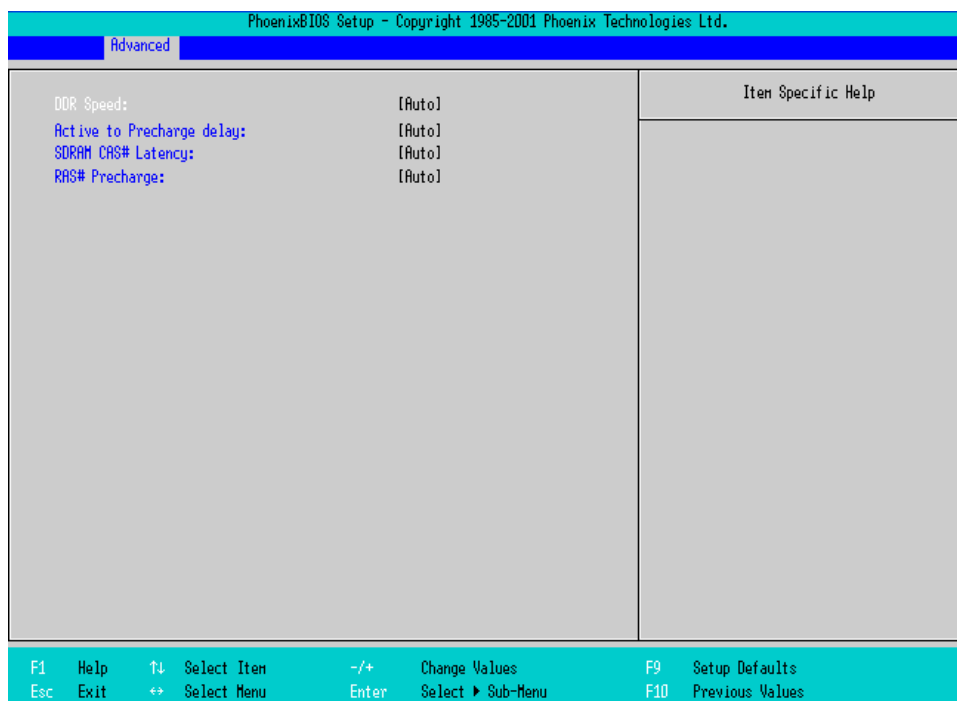 PhoenixBIOS Setup - Copyright 1985-2001 Phoenix Technologies Ltd.
Advanced
Item Specific Help
DDR Speed: [Auto]
Active to Precharge delay: [Auto]
SDRAM CAS# Latency: [Auto]
RAS# Precharge: [Auto]
F1 Help ↑↓ Select Item -/+ Change Values F9 Setup Defaults
Esc Exit ↔ Select Menu Enter Select ▶ Sub-Menu F10 Previous Values